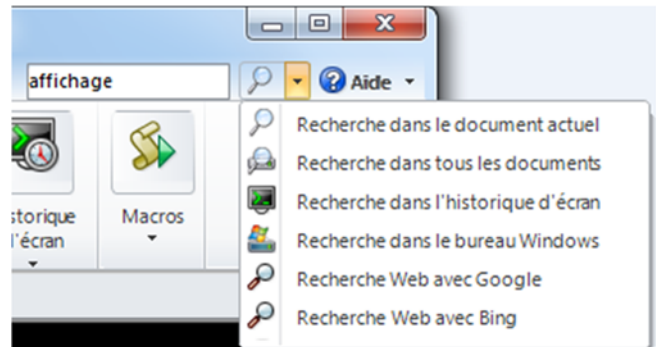 affichage
Aide
Recherche dans le document actuel
Recherche dans tous les documents
Recherche dans l'historique d'écran
Recherche dans le bureau Windows
Recherche Web avec Google
Recherche Web avec Bing
storique
l'écran
Macros